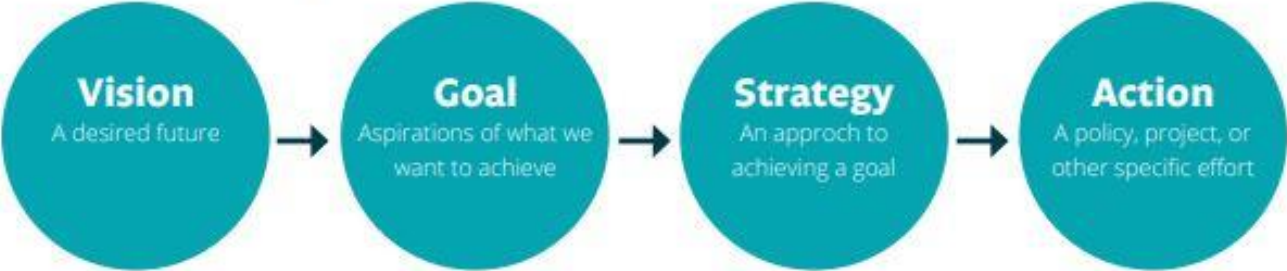 Vision
A desired future
Goal
Aspirations of what we
want to achieve
Strategy
An approch to
achieving a goal
Action
A policy, project, or
other specific effort